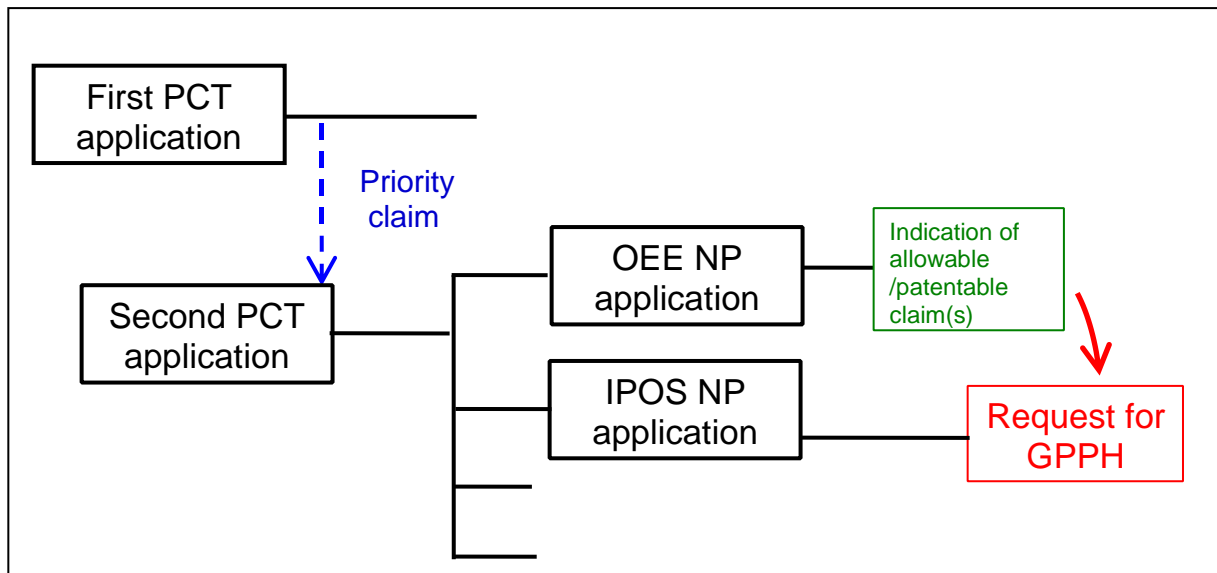 First PCT
application
Priority
claim
Second PCT
application
OEE NP
application
Indication of
allowable
/patentable
claim(s)
IPOS NP
application
Request for
GPPH